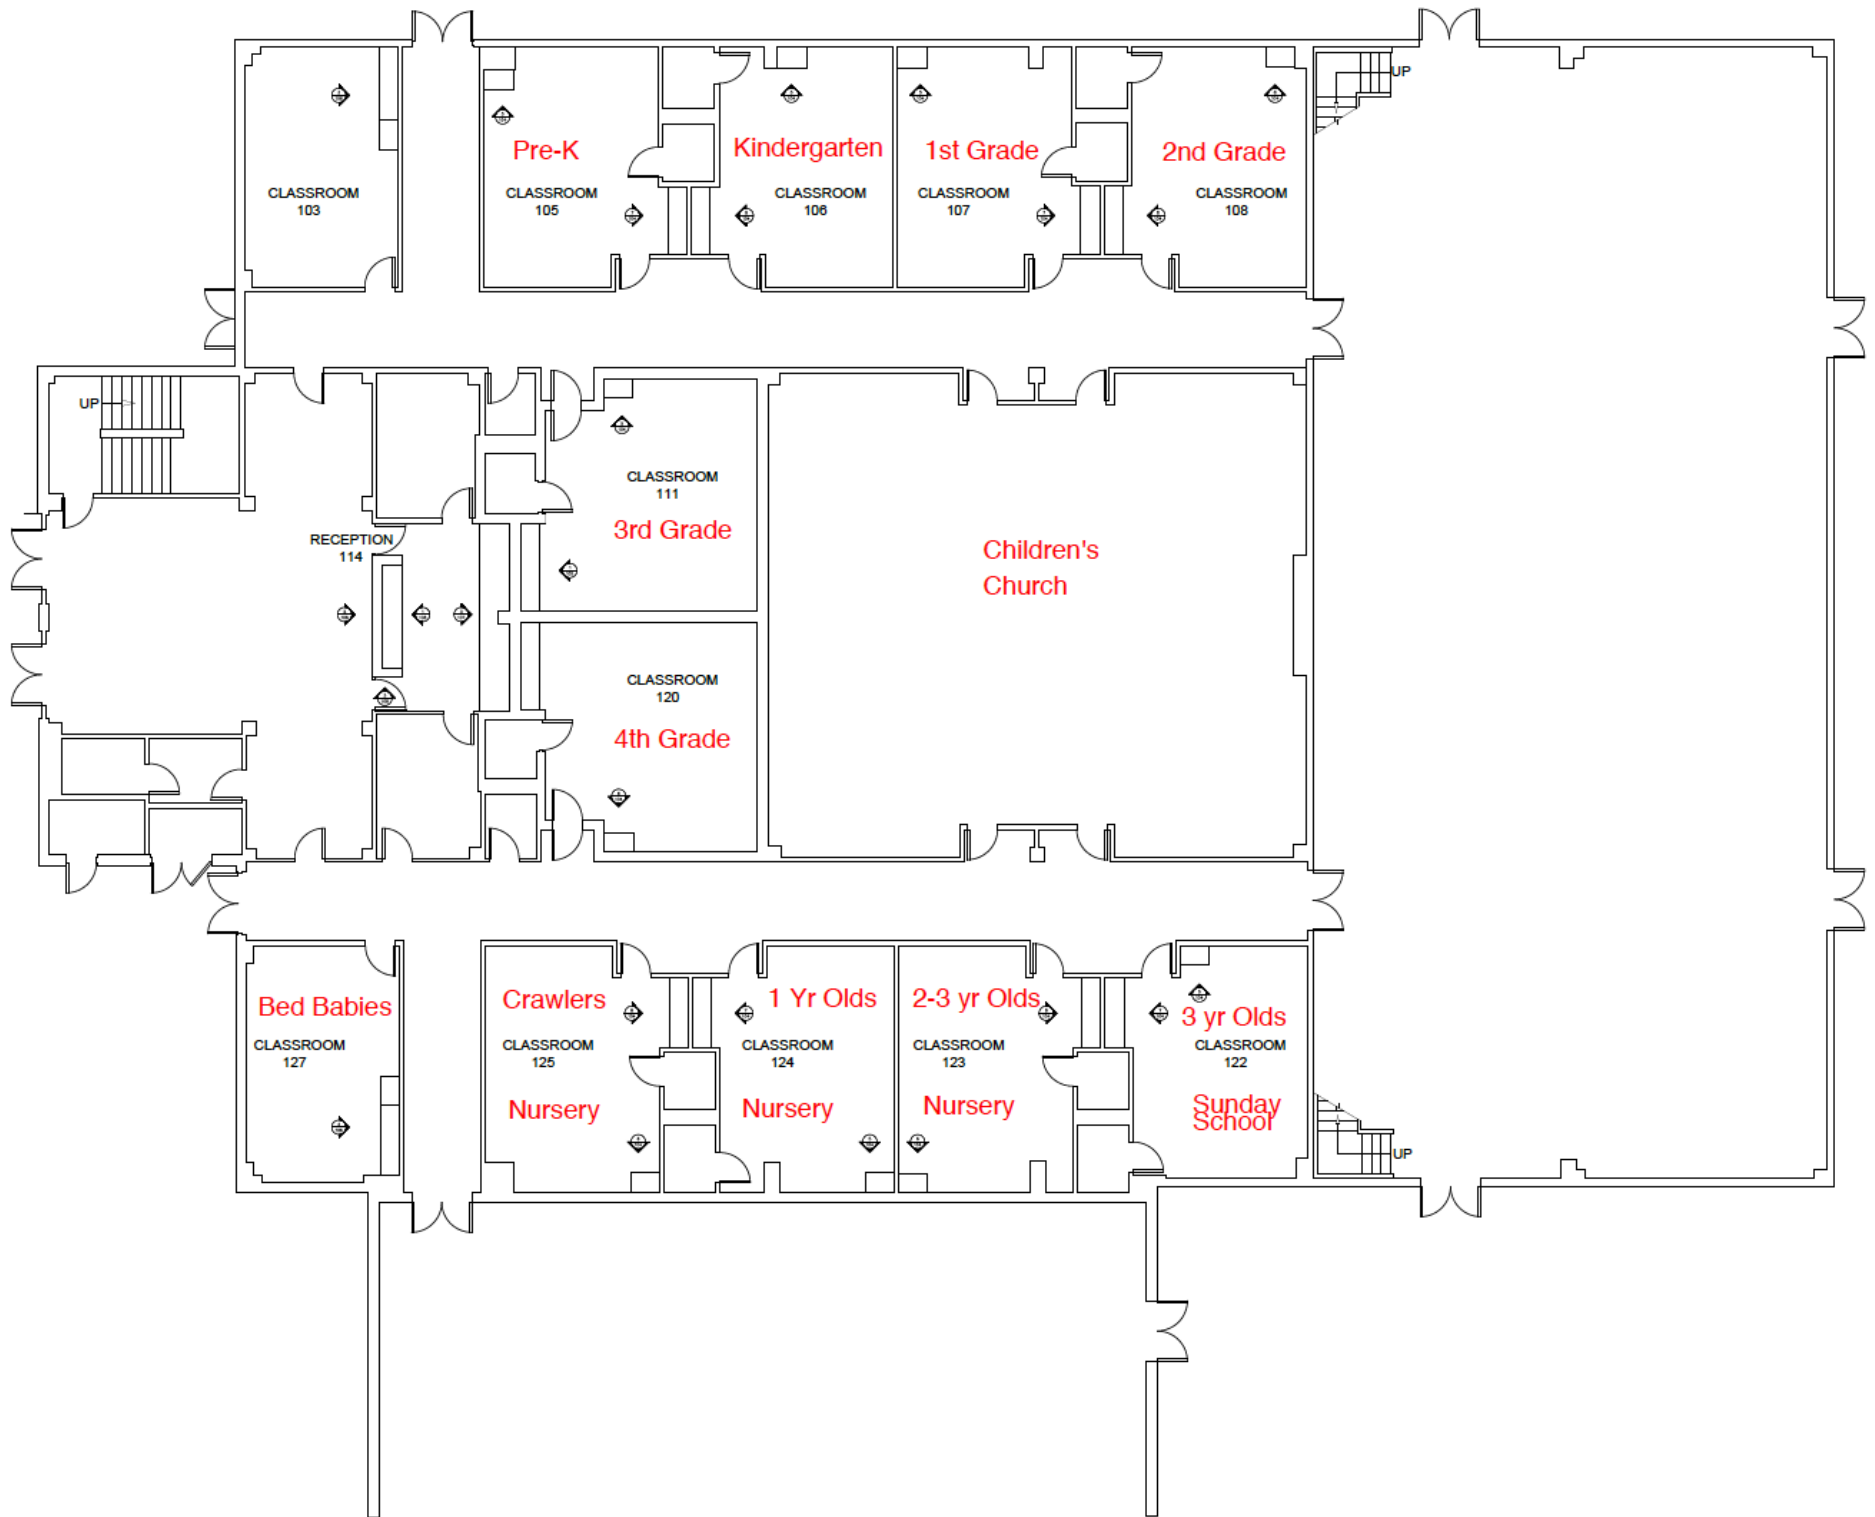 UP
Pre-K
Kindergarten
1st Grade
2nd Grade
CLASSROOM
103
CLASSROOM
105
CLASSROOM
106
CLASSROOM
107
CLASSROOM
108
UP
CLASSROOM
111
3rd Grade
RECEPTION
114
Children's
Church
CLASSROOM
120
4th Grade
Bed Babies
Crawlers
1 Yr Olds
2-3 yr Olds
3 yr Olds
CLASSROOM
127
CLASSROOM
125
CLASSROOM
124
CLASSROOM
123
CLASSROOM
122
Nursery
Nursery
Nursery
Sunday
School
UP